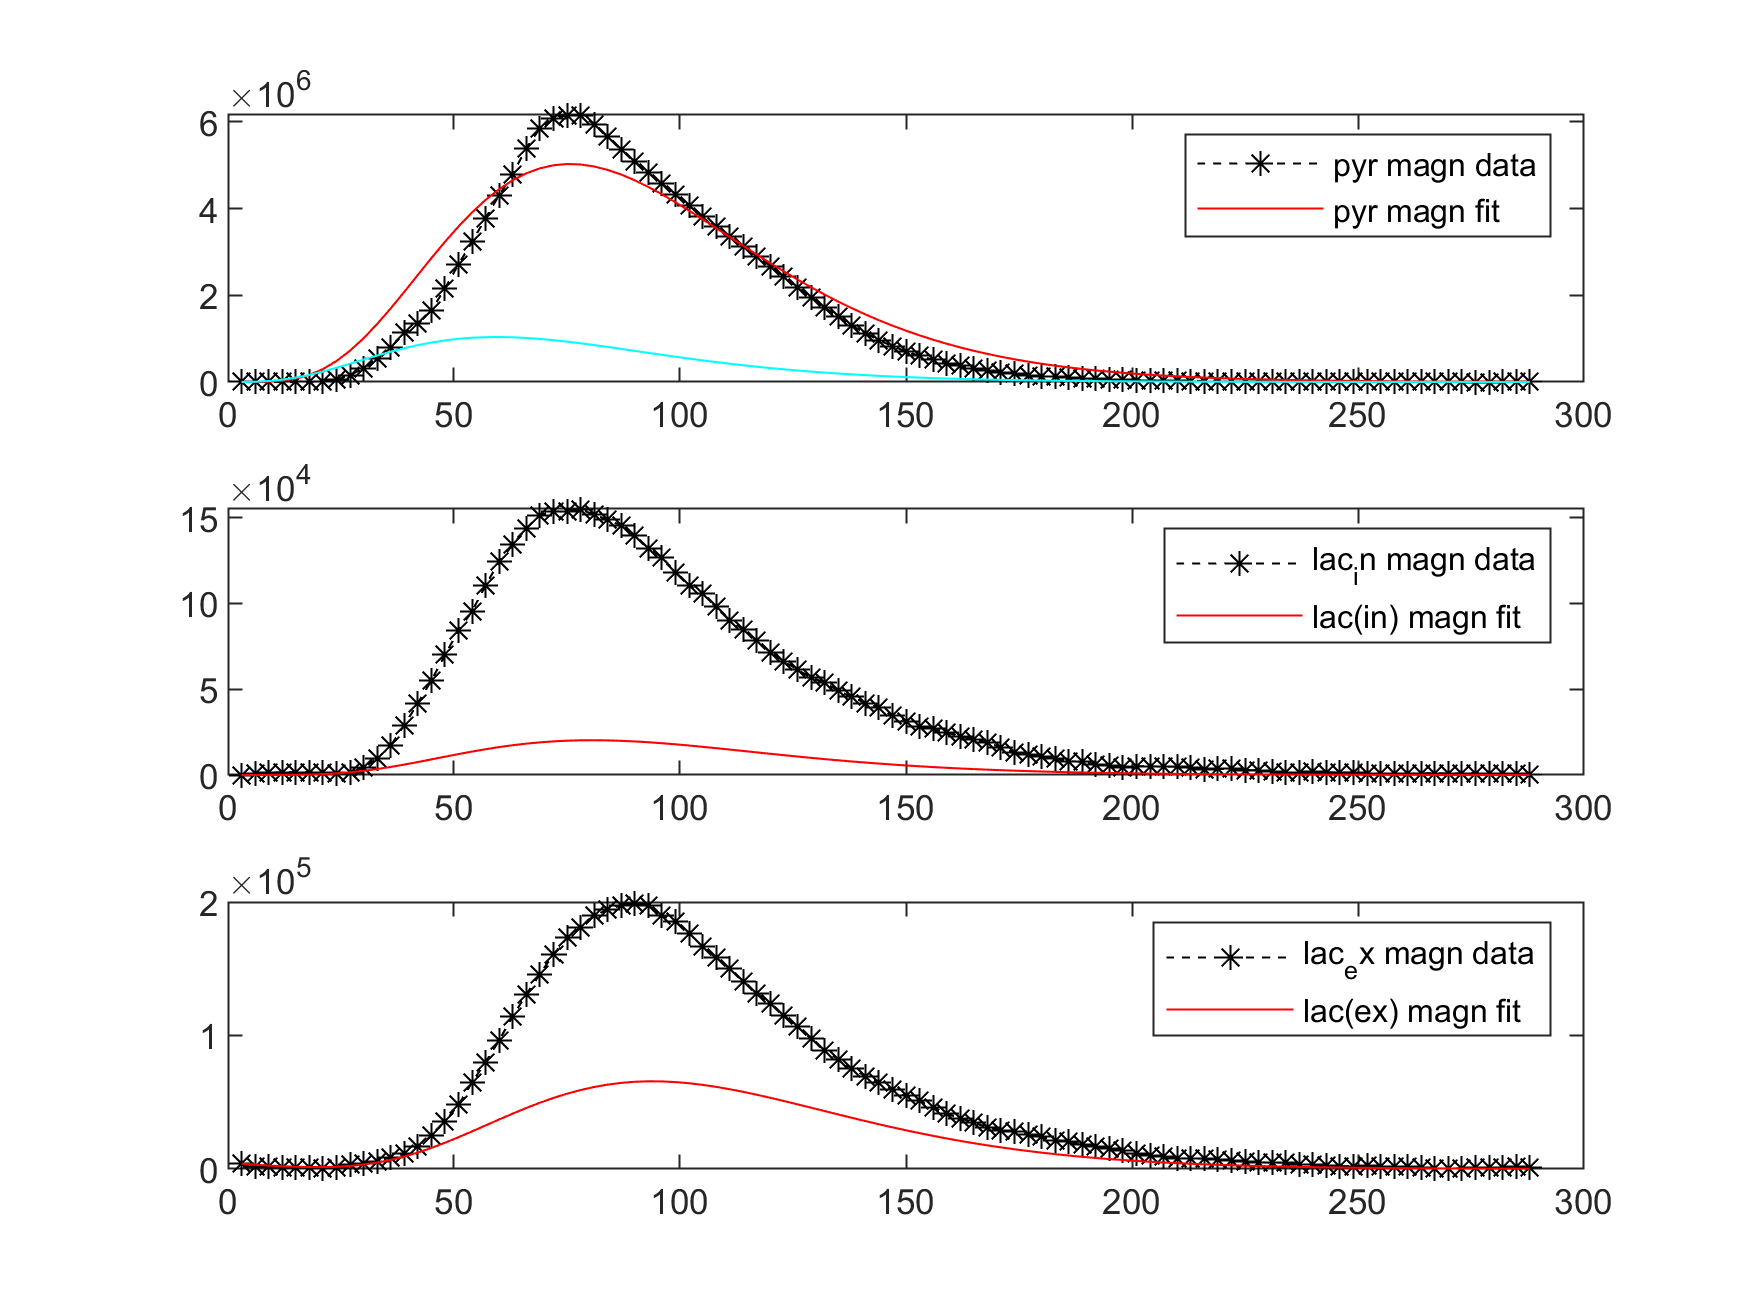 ×10⁶
6
4
2
0
0 50 100 150 200 250 300
pyr magn data
pyr magn fit
×10⁴
15
10
5
0
0 50 100 150 200 250 300
lacᵢn magn data
lac(in) magn fit
×10⁵
2
1
0
0 50 100 150 200 250 300
lacₑx magn data
lac(ex) magn fit